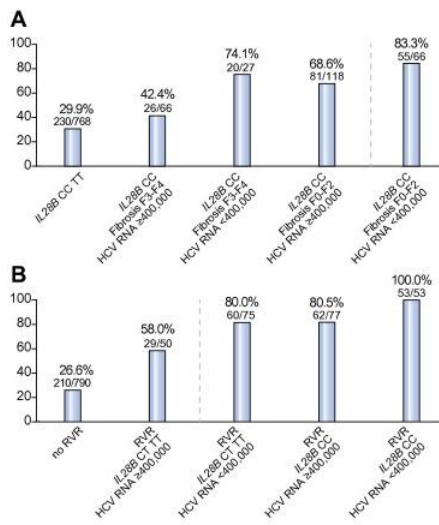 A
100
80
60
40
20
0
29.9%
230/768
42.4%
26/66
74.1%
20/27
68.6%
81/118
83.3%
55/66
IL28B CC TT
IL28B CC
Fibrosis F3-F4
HCV RNA ≥400,000
IL28B CC
Fibrosis F3-F4
HCV RNA <400,000
IL28B CC
Fibrosis F0-F2
HCV RNA ≥400,000
IL28B CC
Fibrosis F0-F2
HCV RNA <400,000
B
100
80
60
40
20
0
26.6%
210/790
58.0%
29/50
80.0%
60/75
80.5%
62/77
100.0%
53/53
no RVR
RVR
IL28B CT TT
HCV RNA ≥400,000
RVR
IL28B CT TT
HCV RNA <400,000
RVR
IL28B CC
HCV RNA ≥400,000
RVR
IL28B CC
HCV RNA <400,000